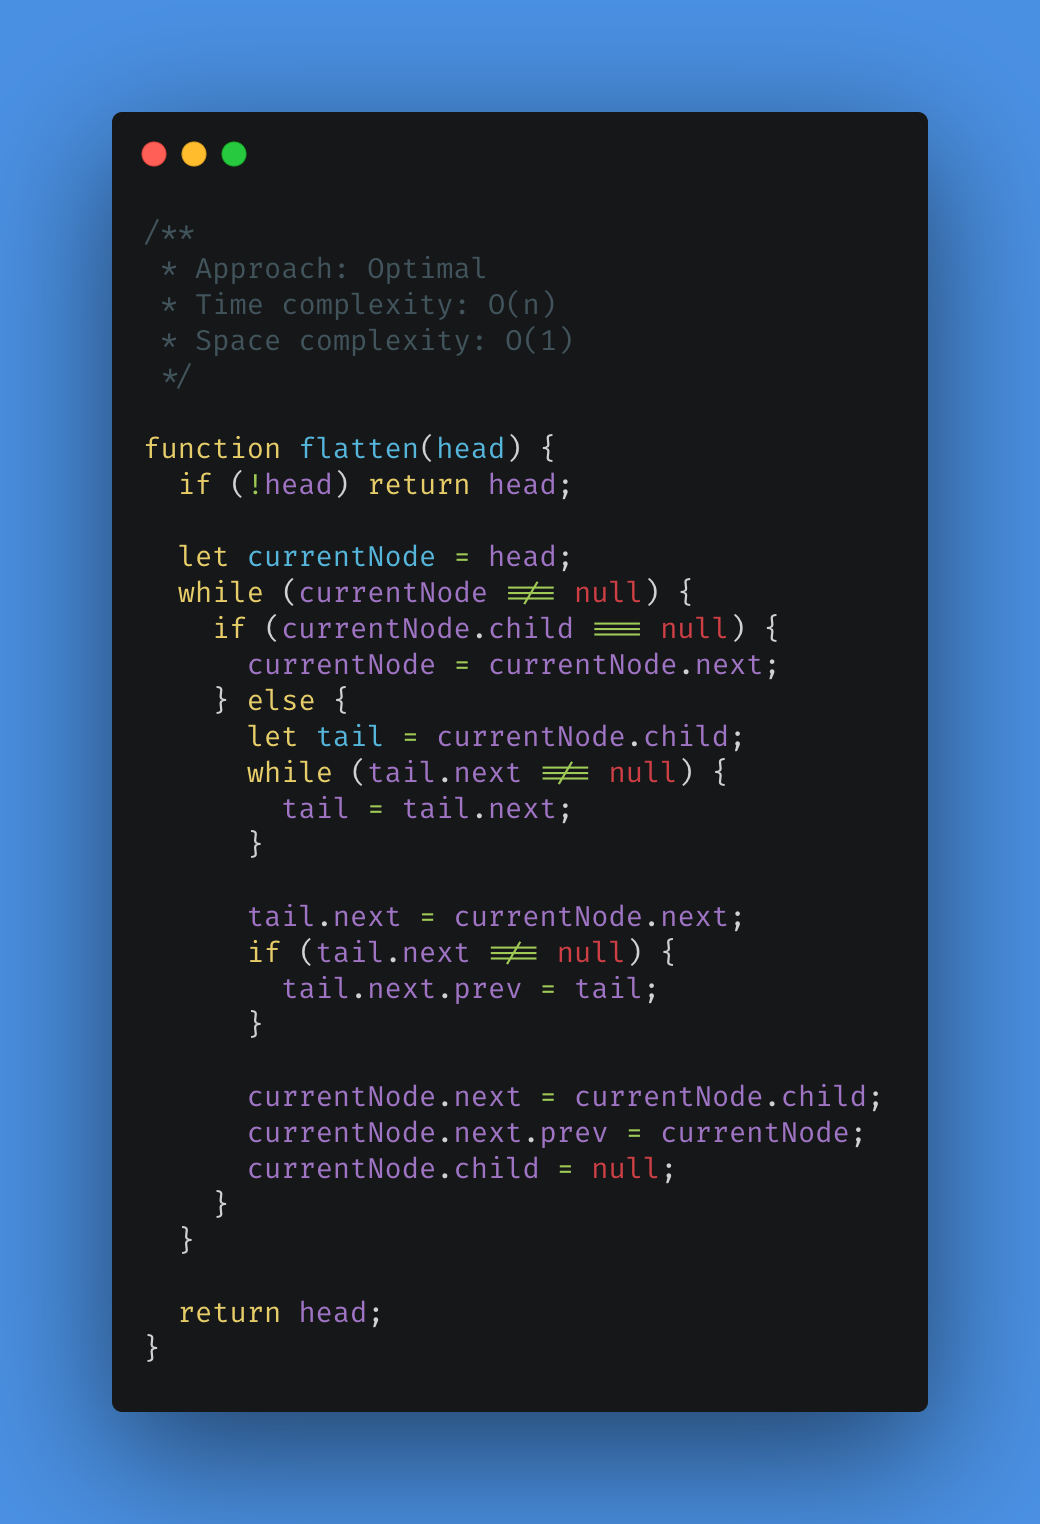 /**
 * Approach: Optimal
 * Time complexity: O(n)
 * Space complexity: O(1)
 */

function flatten(head) {
  if (!head) return head;

  let currentNode = head;
  while (currentNode !== null) {
    if (currentNode.child === null) {
      currentNode = currentNode.next;
    } else {
      let tail = currentNode.child;
      while (tail.next !== null) {
        tail = tail.next;
      }

      tail.next = currentNode.next;
      if (tail.next !== null) {
        tail.next.prev = tail;
      }

      currentNode.next = currentNode.child;
      currentNode.next.prev = currentNode;
      currentNode.child = null;
    }
  }

  return head;
}